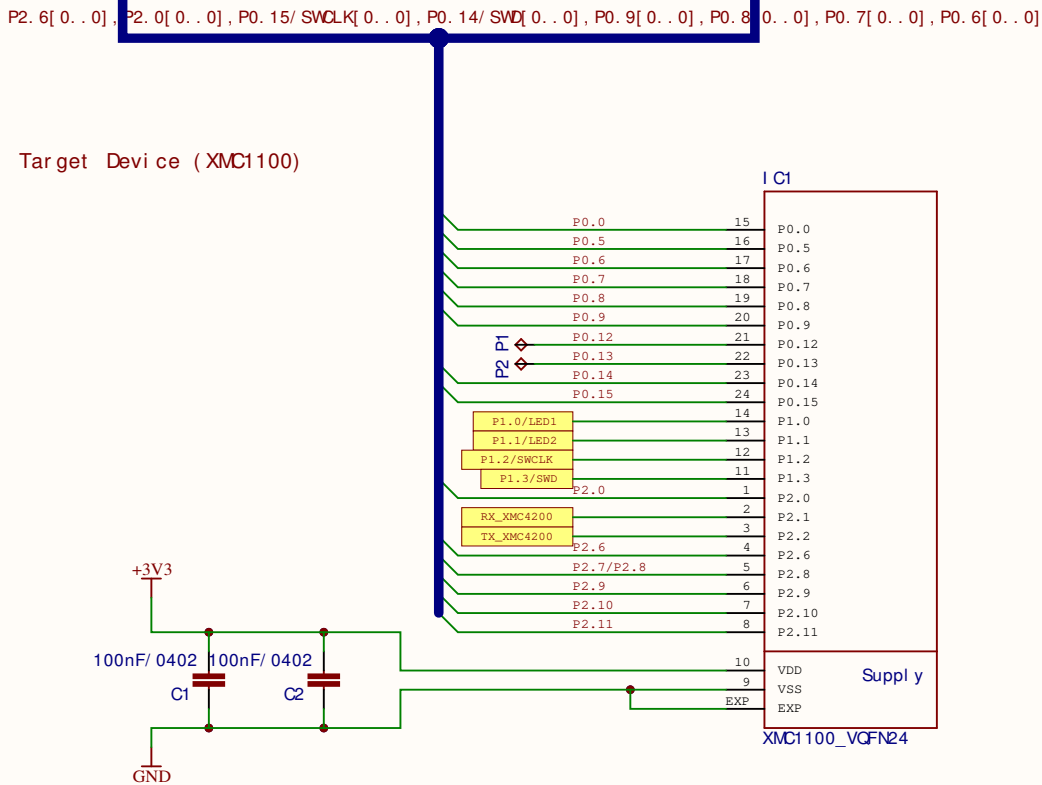 P2.6[0..0], P2.0[0..0], P0.15/SWCLK[0..0], P0.14/SWD[0..0], P0.9[0..0], P0.8[0..0], P0.7[0..0], P0.6[0..0]
Target Device (XMC1100)
IC1
P0.0 15 P0.0
P0.5 16 P0.5
P0.6 17 P0.6
P0.7 18 P0.7
P0.8 19 P0.8
P0.9 20 P0.9
P1 P0.12 21 P0.12
P2 P0.13 22 P0.13
P0.14 23 P0.14
P0.15 24 P0.15
P1.0/LED1 14 P1.0
P1.1/LED2 13 P1.1
P1.2/SWCLK 12 P1.2
P1.3/SWD 11 P1.3
P2.0 1 P2.0
RX_XMC4200 2 P2.1
TX_XMC4200 3 P2.2
P2.6 4 P2.6
P2.7/P2.8 5 P2.8
P2.9 6 P2.9
P2.10 7 P2.10
P2.11 8 P2.11
+3V3
100nF/0402 100nF/0402
C1 C2
10 VDD
Supply
9 VSS
EXP EXP
XMC1100_VQFN24
GND